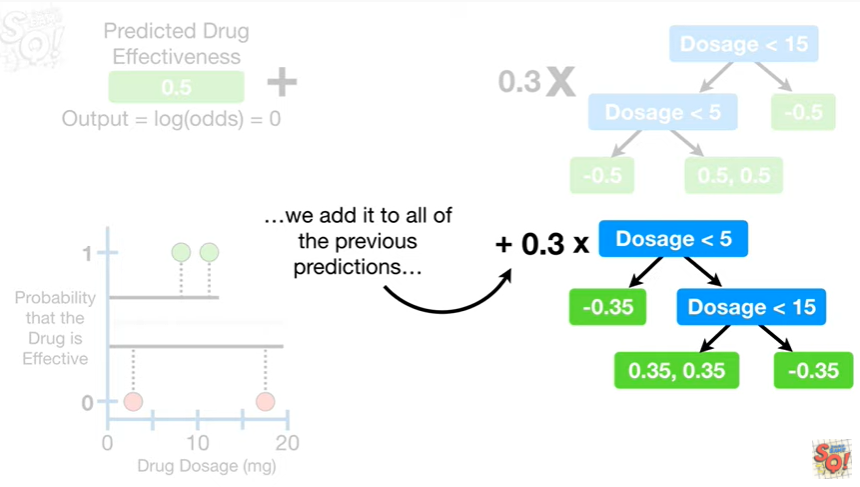 Predicted Drug
Effectiveness
0.5
+
Output = log(odds) = 0
0.3 X
Dosage < 15
Dosage < 5
-0.5
-0.5
0.5, 0.5
...we add it to all of
the previous
predictions...
+ 0.3 x
Dosage < 5
-0.35
Dosage < 15
0.35, 0.35
-0.35
Probability
that the
Drug is
Effective
1
0
0
10
20
Drug Dosage (mg)
SQ!
SQ!